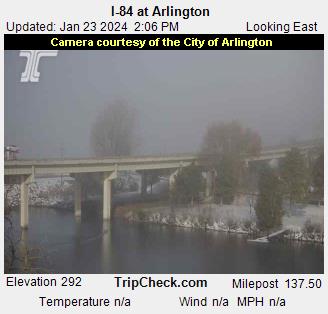 I-84 at Arlington
Updated: Jan 23 2024 2:06 PM Looking East
Camera courtesy of the City of Arlington
Elevation 292 TripCheck.com Milepost 137.50
Temperature n/a Wind n/a MPH n/a